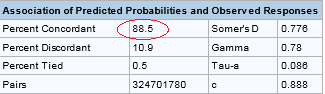 Association of Predicted Probabilities and Observed Responses
Percent Concordant 88.5 Somer's D 0.776
Percent Discordant 10.9 Gamma 0.78
Percent Tied 0.5 Tau-a 0.086
Pairs 324701780 c 0.888